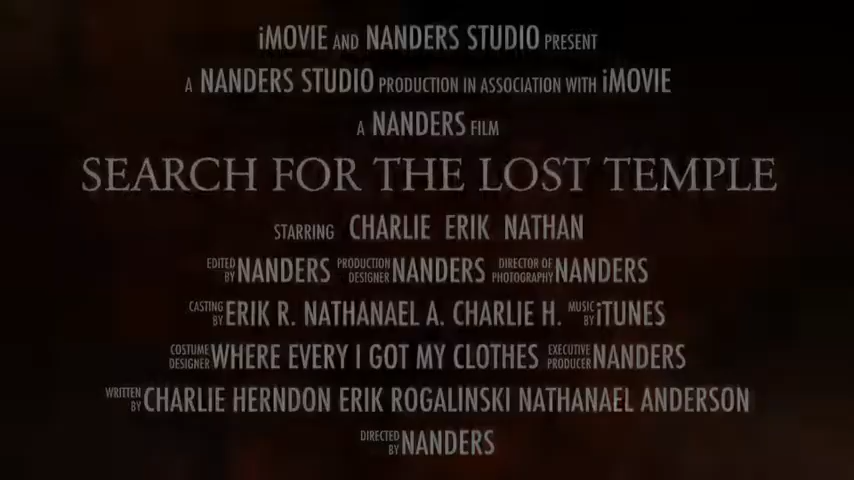 iMOVIE AND NANDERS STUDIO PRESENT
A NANDERS STUDIO PRODUCTION IN ASSOCIATION WITH iMOVIE
A NANDERS FILM
SEARCH FOR THE LOST TEMPLE
STARRING CHARLIE ERIK NATHAN
EDITED BY NANDERS PRODUCTION DESIGNER NANDERS DIRECTOR OF PHOTOGRAPHY NANDERS
CASTING BY ERIK R. NATHANAEL A. CHARLIE H. MUSIC BY iTUNES
COSTUME DESIGNER WHERE EVERY I GOT MY CLOTHES EXECUTIVE PRODUCER NANDERS
WRITTEN BY CHARLIE HERNDON ERIK ROGALINSKI NATHANAEL ANDERSON
DIRECTED BY NANDERS